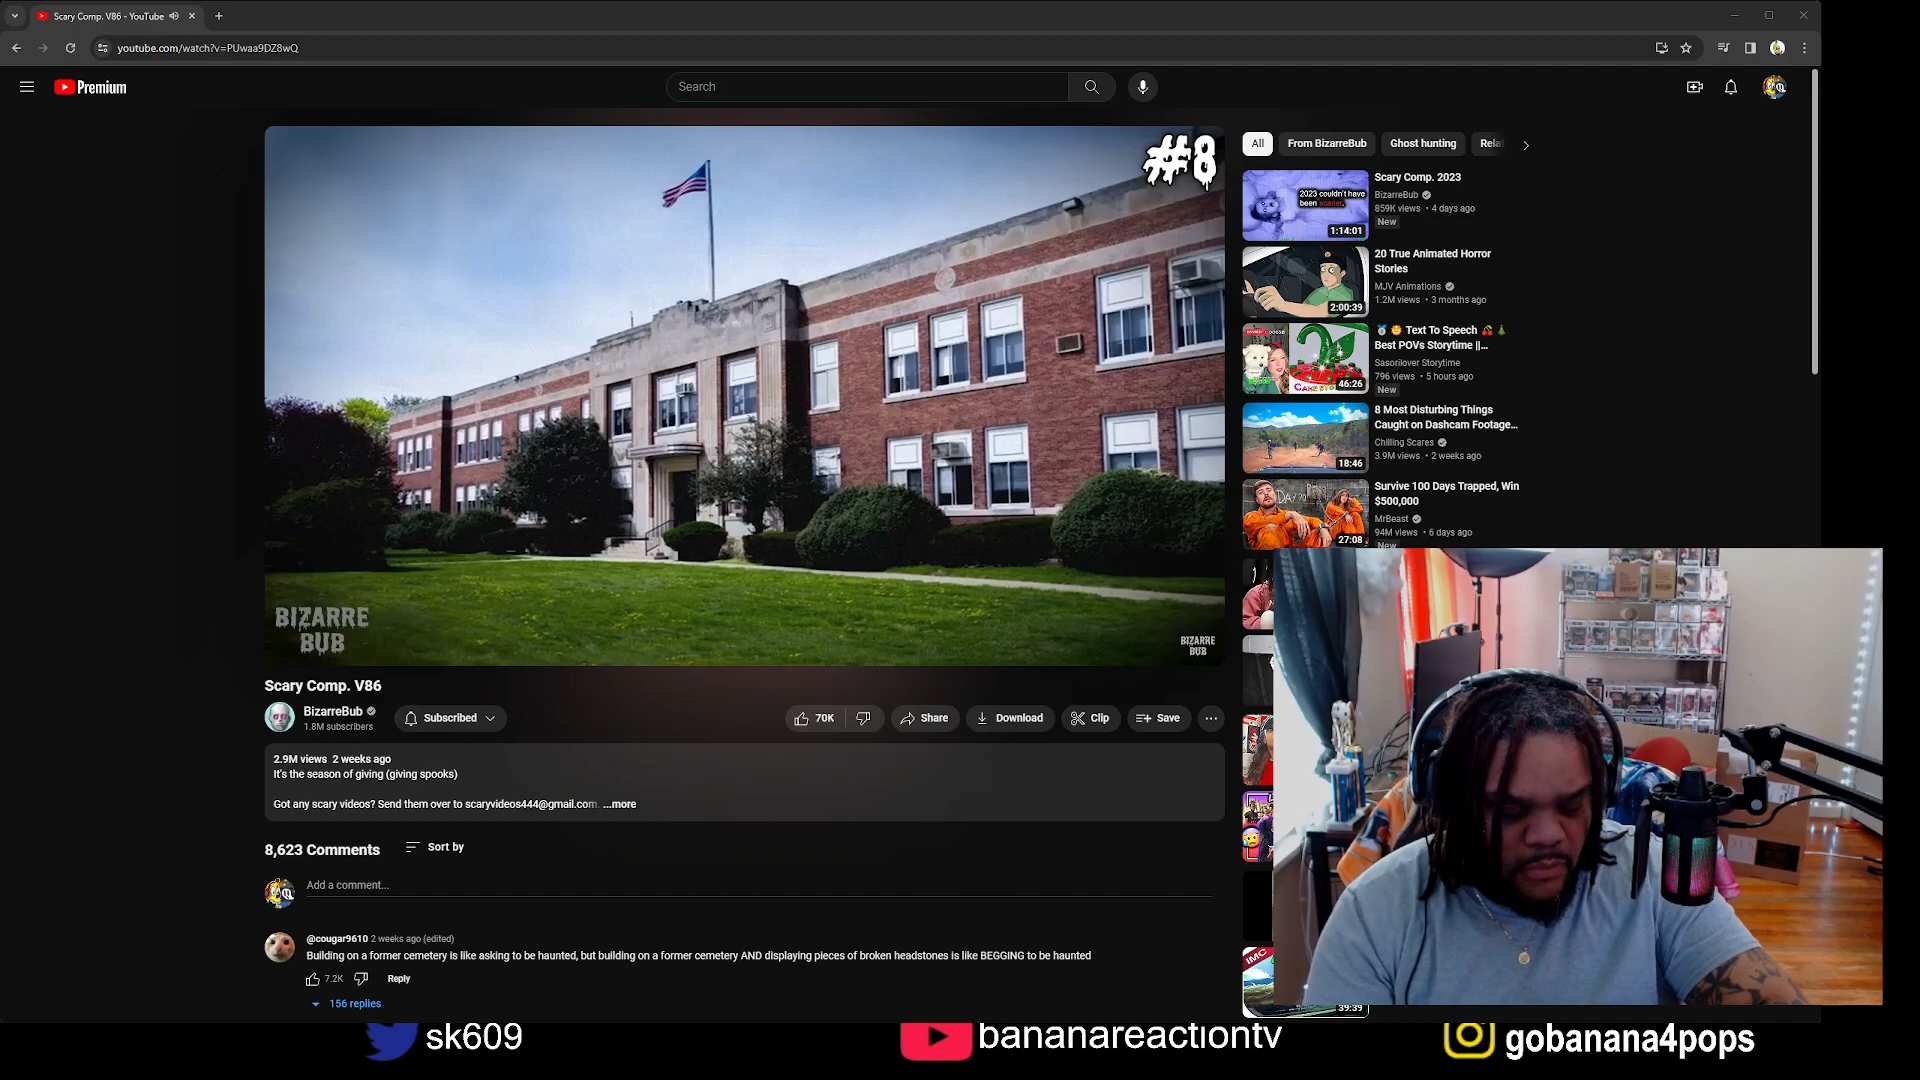 Scary Comp. V86 - YouTube
youtube.com/watch?v=PUwaa9DZ8wQ
Premium
Search
#8
BIZARRE
BUB
BIZARRE
BUB
All
From BizarreBub
Ghost hunting
Rela
2023 couldn't have
been scarier.
1:14:01
Scary Comp. 2023
BizarreBub
859K views • 4 days ago
New
2:00:39
20 True Animated Horror
Stories
MJV Animations
1.2M views • 3 months ago
46:26
🥈 🌞 Text To Speech 🍒 🎄
Best POVs Storytime ||...
Sasorilover Storytime
796 views • 5 hours ago
New
18:46
8 Most Disturbing Things
Caught on Dashcam Footage...
Chilling Scares
3.9M views • 2 weeks ago
DAY 70
27:08
Survive 100 Days Trapped, Win
$500,000
MrBeast
94M views • 6 days ago
New
IMC
39:39
Scary Comp. V86
BizarreBub
1.8M subscribers
Subscribed
70K
Share
Download
Clip
Save
2.9M views 2 weeks ago
It's the season of giving (giving spooks)
Got any scary videos? Send them over to scaryvideos444@gmail.com. ...more
8,623 Comments
Sort by
Add a comment...
@cougar9610 2 weeks ago (edited)
Building on a former cemetery is like asking to be haunted, but building on a former cemetery AND displaying pieces of broken headstones is like BEGGING to be haunted
7.2K
Reply
156 replies
sk609
bananareactiontv
gobanana4pops